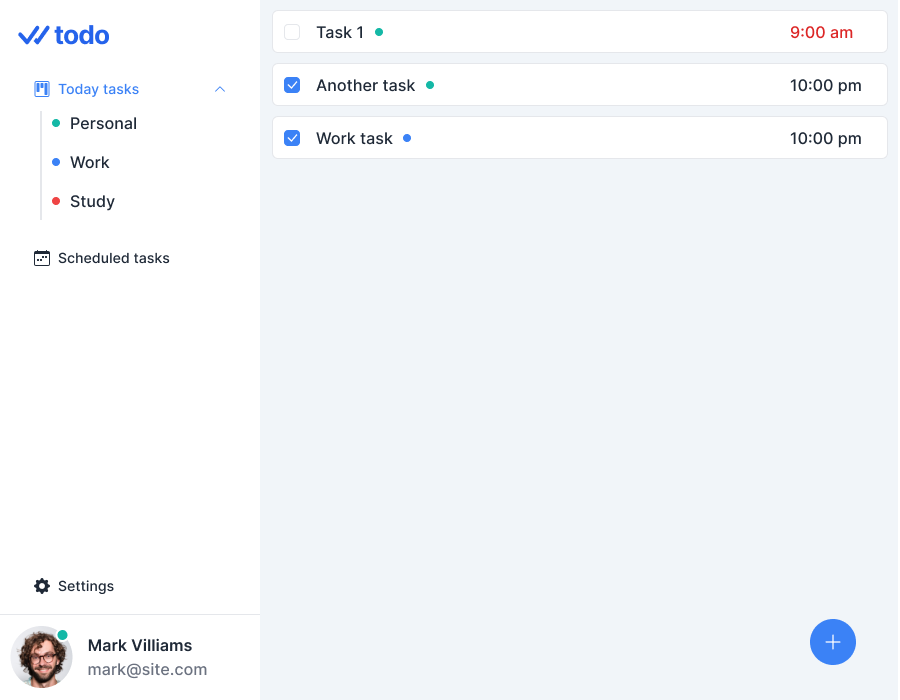 todo
Today tasks
Personal
Work
Study
Scheduled tasks
Settings
Mark Villiams
mark@site.com
Task 1 9:00 am
Another task 10:00 pm
Work task 10:00 pm